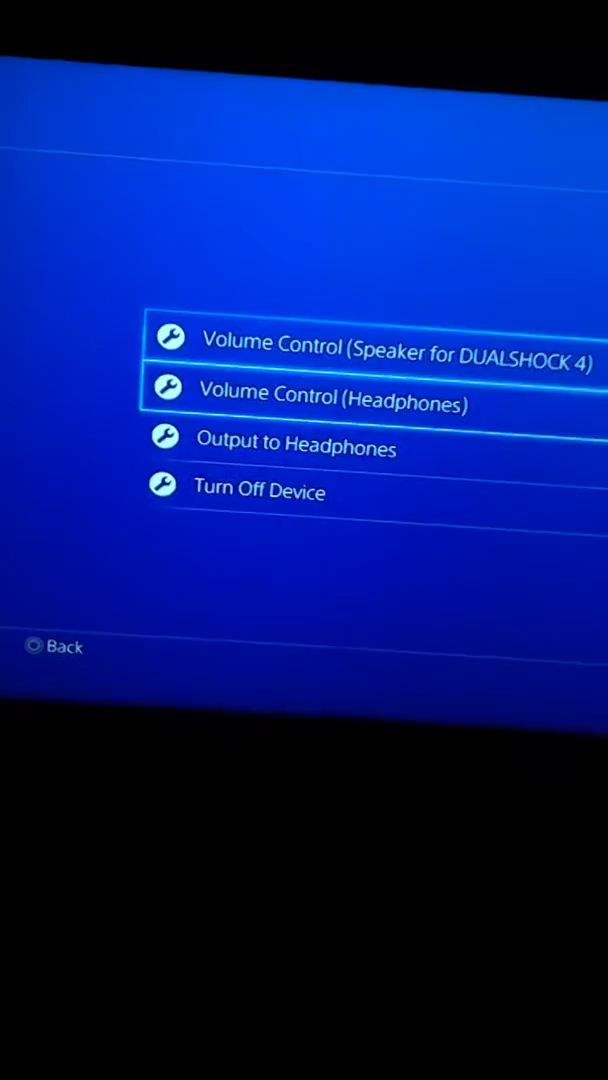 Volume Control (Speaker for DUALSHOCK 4)
Volume Control (Headphones)
Output to Headphones
Turn Off Device
Back